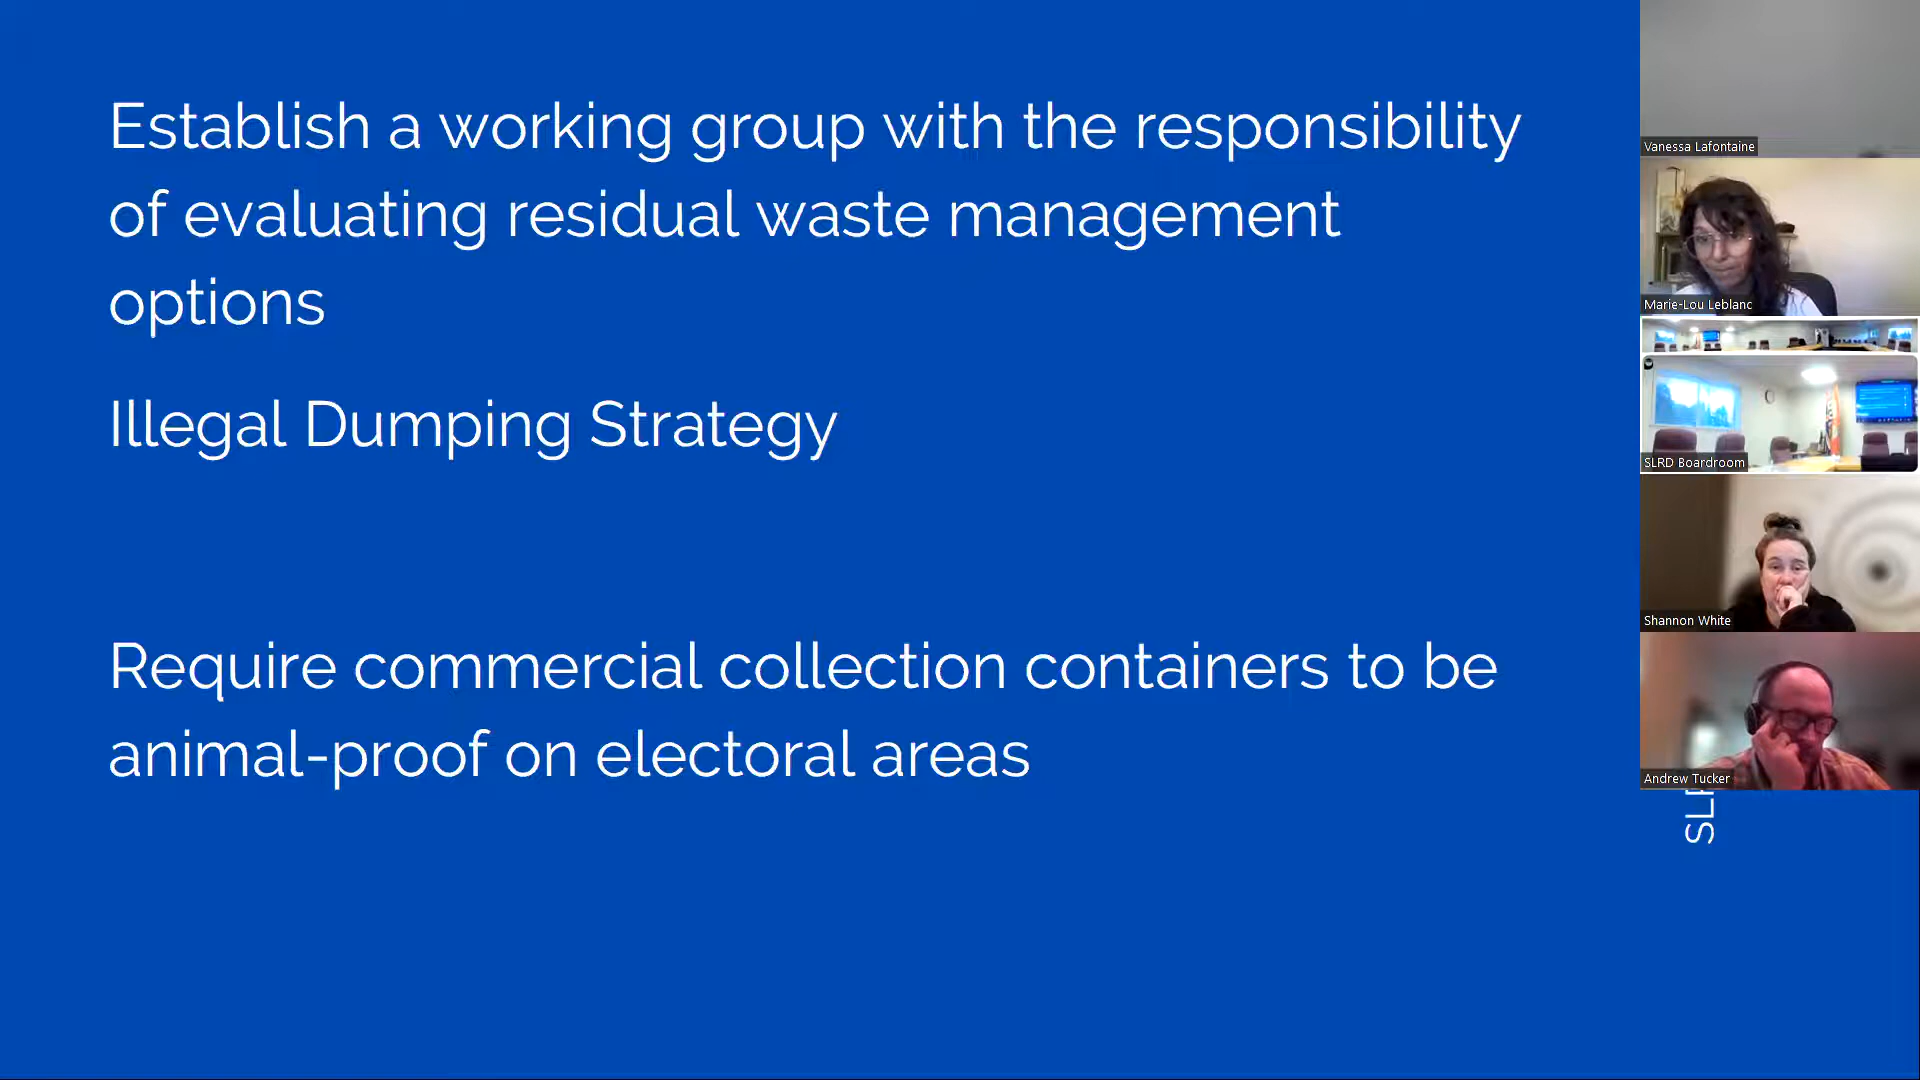 Establish a working group with the responsibility
of evaluating residual waste management
options
Illegal Dumping Strategy
Require commercial collection containers to be
animal-proof on electoral areas
Vanessa Lafontaine
Marie-Lou Leblanc
SLRD Boardroom
Shannon White
Andrew Tucker